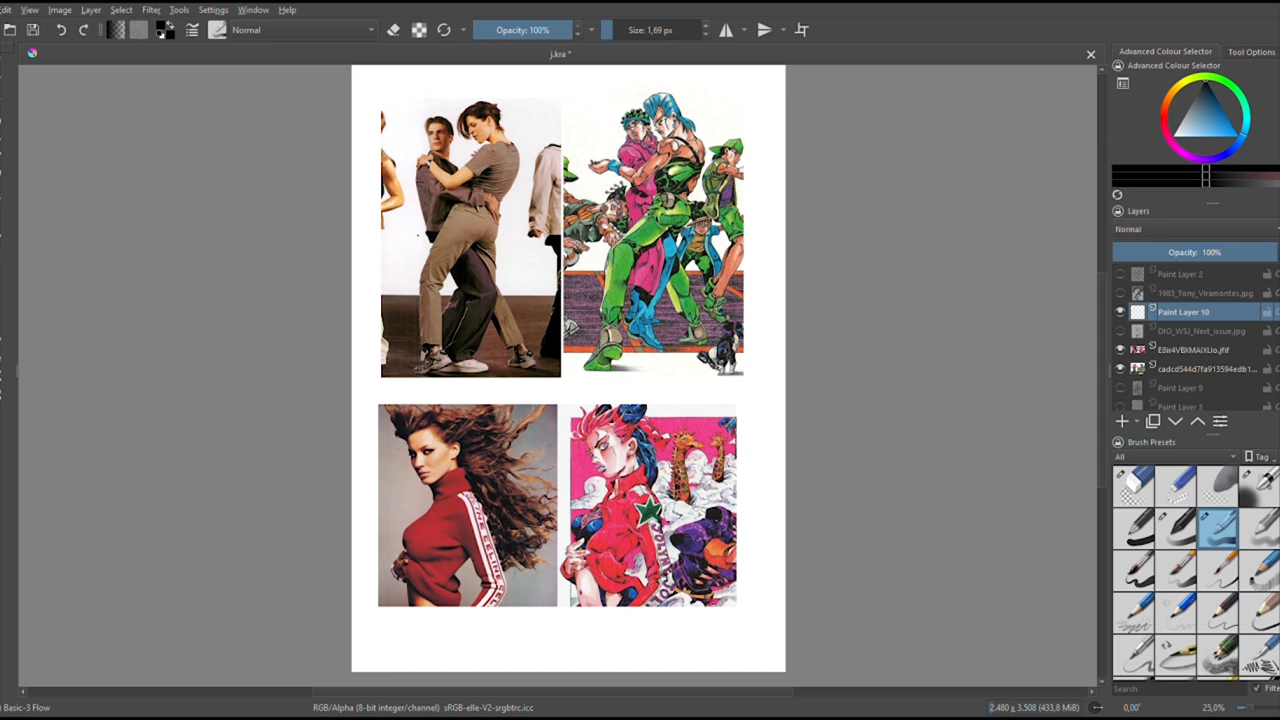 Edit View Image Layer Select Filter Tools Settings Window Help
Normal Opacity: 100% Size: 1,69 px
j.kra *
Advanced Colour Selector Tool Options
Advanced Colour Selector
Layers
Normal
Opacity: 100%
Paint Layer 2
1983_Tony_Viramontes.jpg
Paint Layer 10
DIO_WSJ_Next_issue.jpg
cadcd544d7fa913594edb1...
Paint Layer 9
Paint Layer 3
Brush Presets
All Tag
Search Filte
Basic-3 Flow RGB/Alpha (8-bit integer/channel) sRGB-elle-V2-srgbtrc.icc 2.480 x 3.508 (433,8 MiB) 0,00° 25,0%